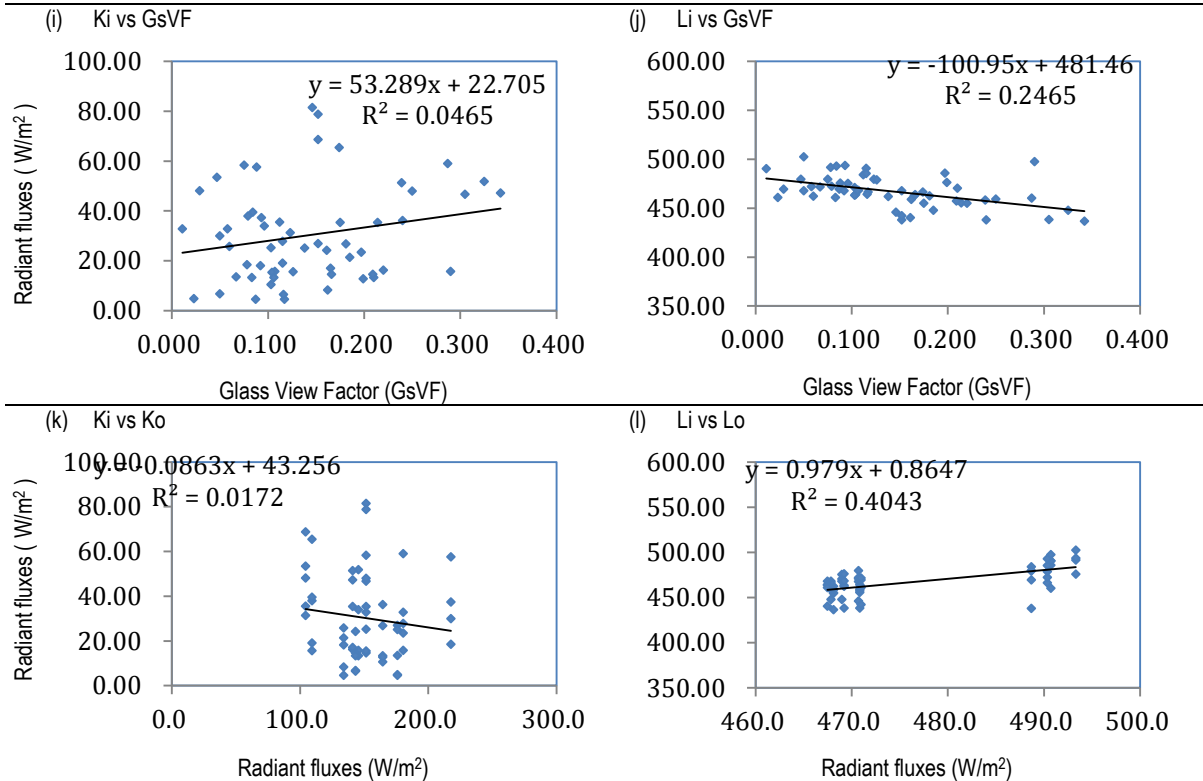 (i) Ki vs GsVF
y = 53.289x + 22.705
R² = 0.0465
Radiant fluxes ( W/m²)
100.00
80.00
60.00
40.00
20.00
0.00
0.000 0.100 0.200 0.300 0.400
Glass View Factor (GsVF)
(j) Li vs GsVF
y = -100.95x + 481.46
R² = 0.2465
600.00
550.00
500.00
450.00
400.00
350.00
0.000 0.100 0.200 0.300 0.400
Glass View Factor (GsVF)
(k) Ki vs Ko
y = -0.0863x + 43.256
R² = 0.0172
Radiant fluxes ( W/m²)
100.00
80.00
60.00
40.00
20.00
0.00
0.0 100.0 200.0 300.0
Radiant fluxes (W/m²)
(l) Li vs Lo
y = 0.979x + 0.8647
R² = 0.4043
600.00
550.00
500.00
450.00
400.00
350.00
460.0 470.0 480.0 490.0 500.0
Radiant fluxes (W/m²)